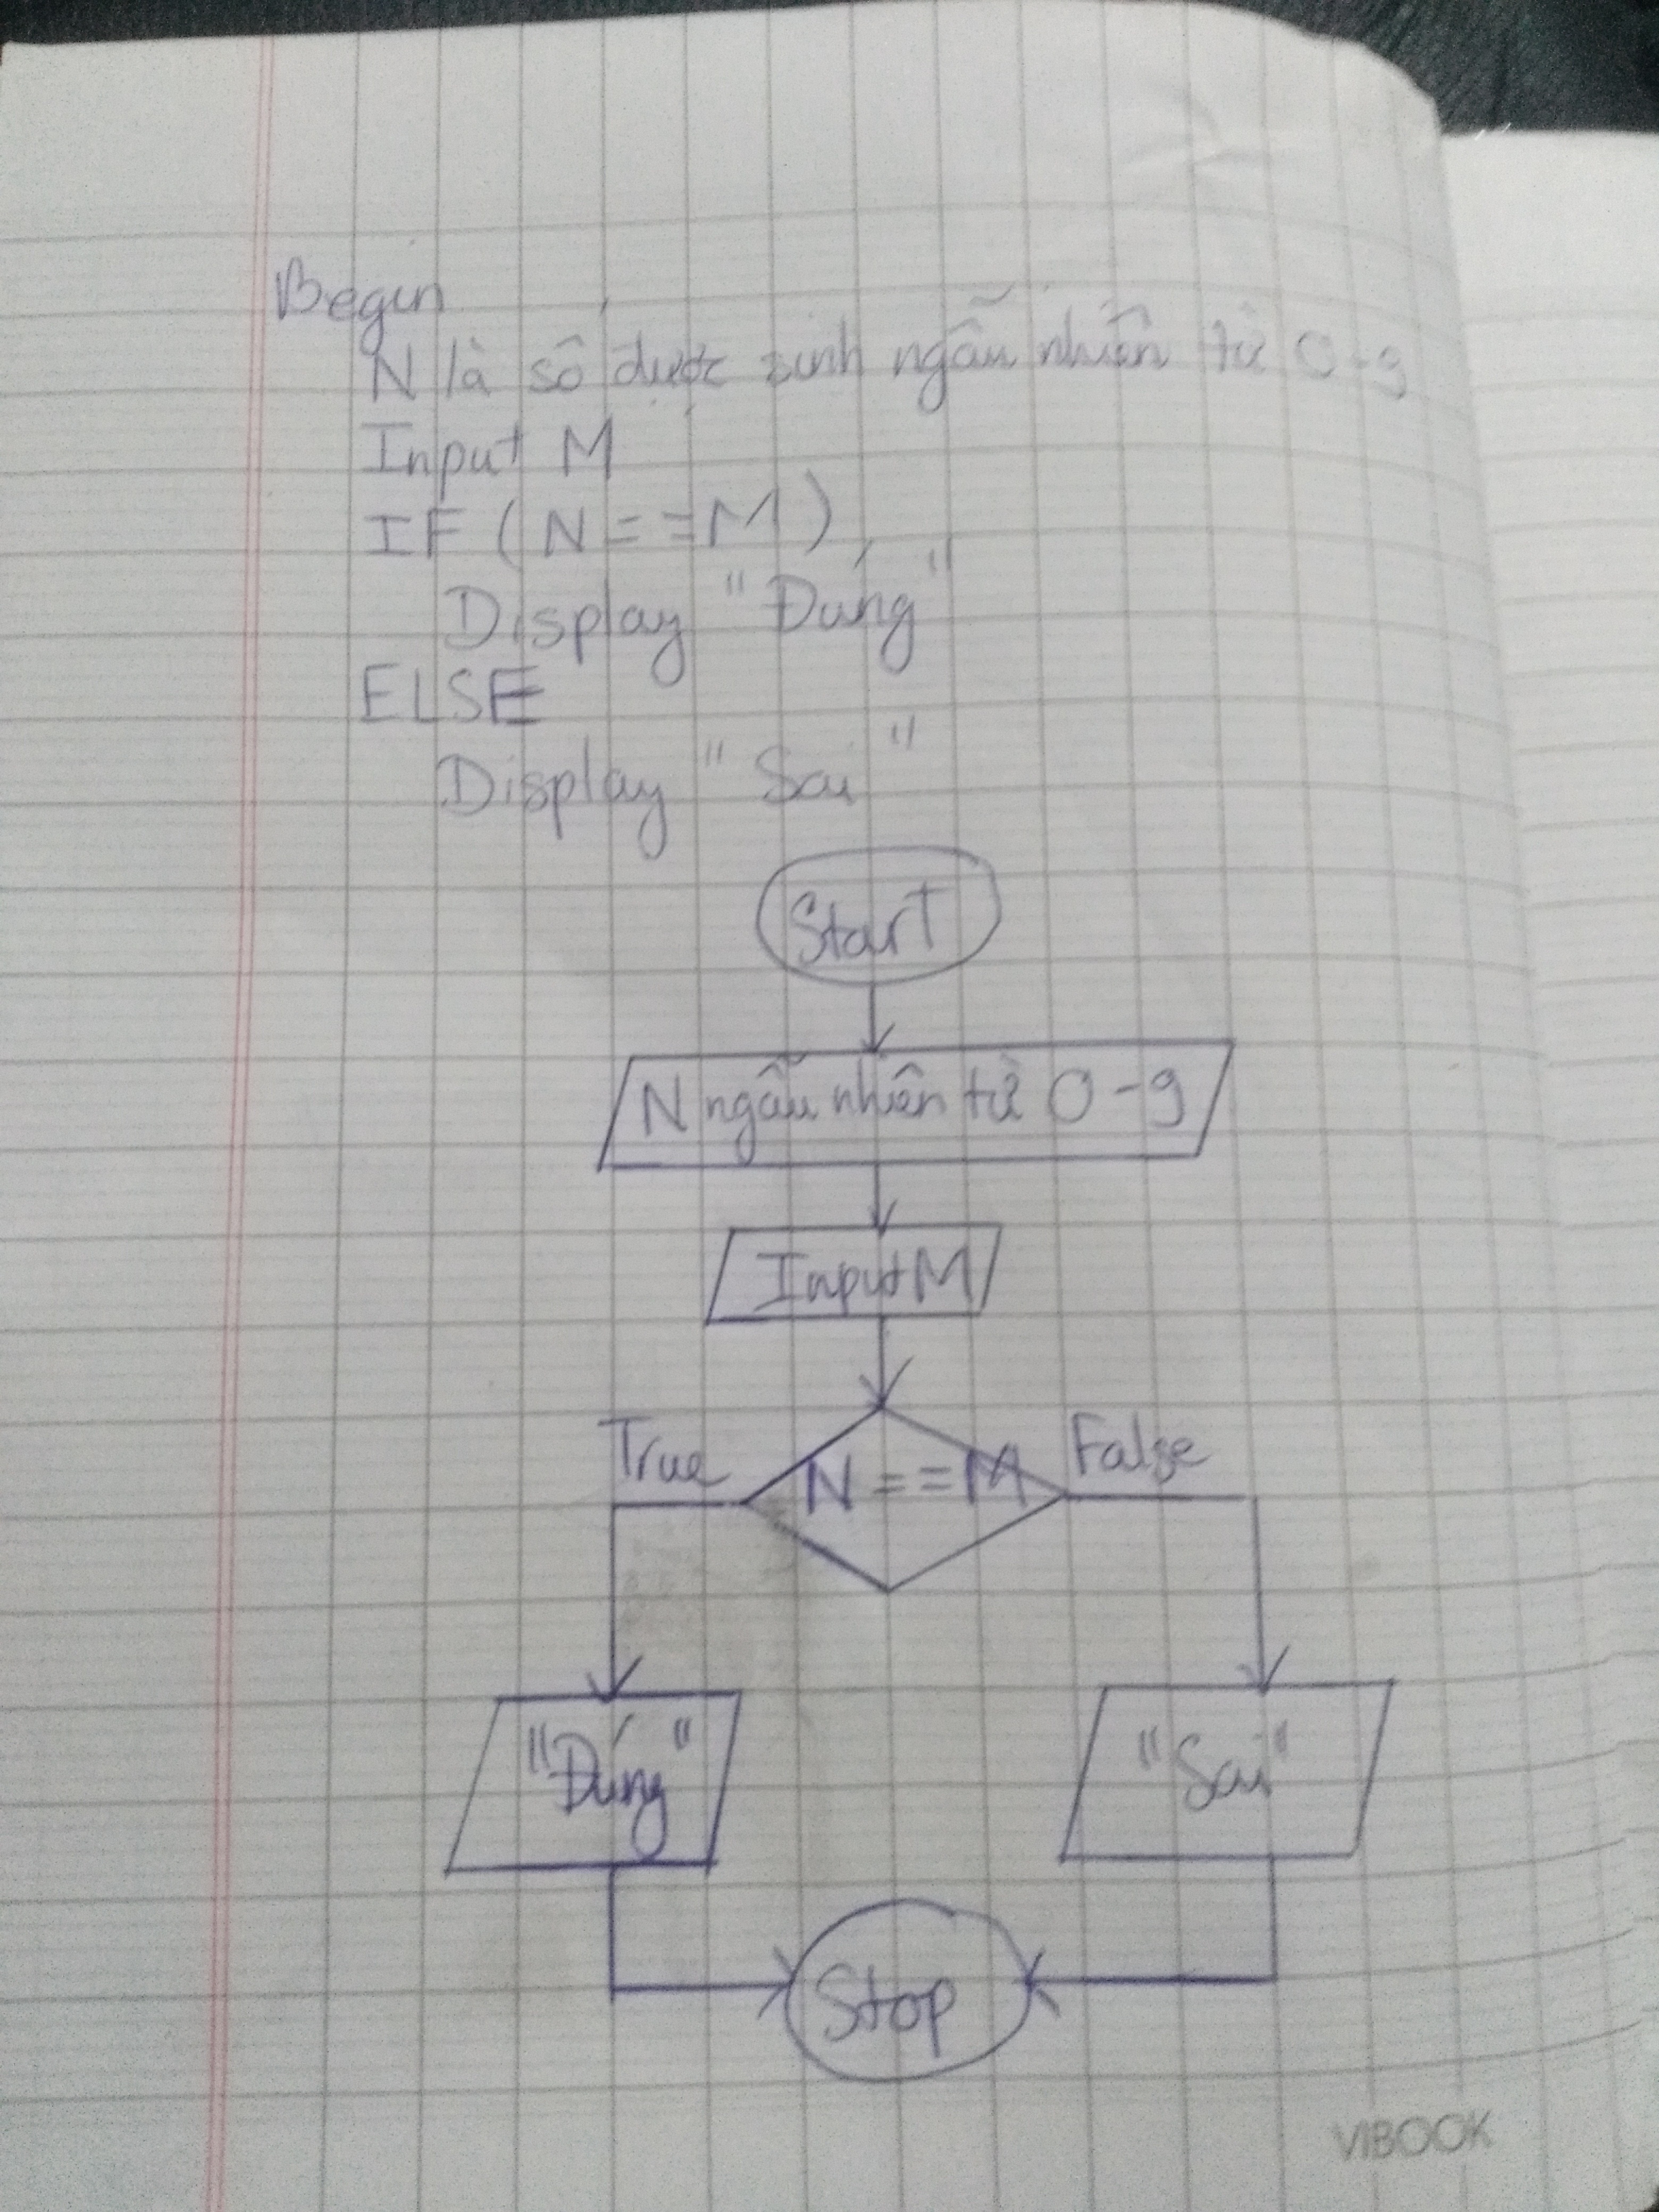 Begin
N là số được sinh ngẫu nhiên từ 0-9
Input M
IF (N==M)
Display "Đúng"
ELSE
Display "Sai"
Start
N ngẫu nhiên từ 0-9
Input M
True
N==M
False
"Đúng"
"Sai"
Stop
VIBOOK